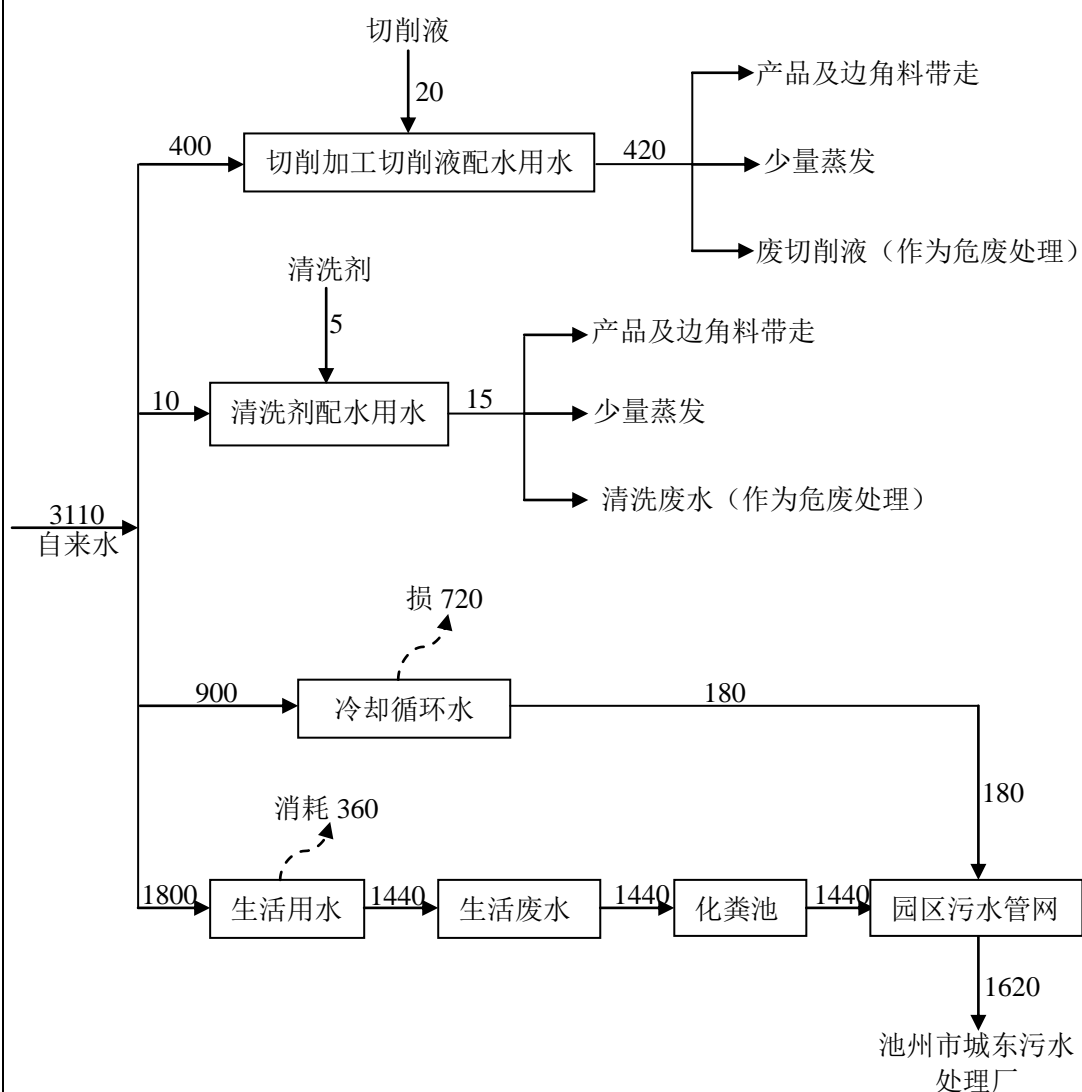 切削液
20
产品及边角料带走
400
切削加工切削液配水用水
420
少量蒸发
废切削液（作为危废处理）
清洗剂
5
产品及边角料带走
10
清洗剂配水用水
15
少量蒸发
清洗废水（作为危废处理）
3110
自来水
损 720
900
冷却循环水
180
180
消耗 360
1800
生活用水
1440
生活废水
1440
化粪池
1440
园区污水管网
1620
池州市城东污水
处理厂